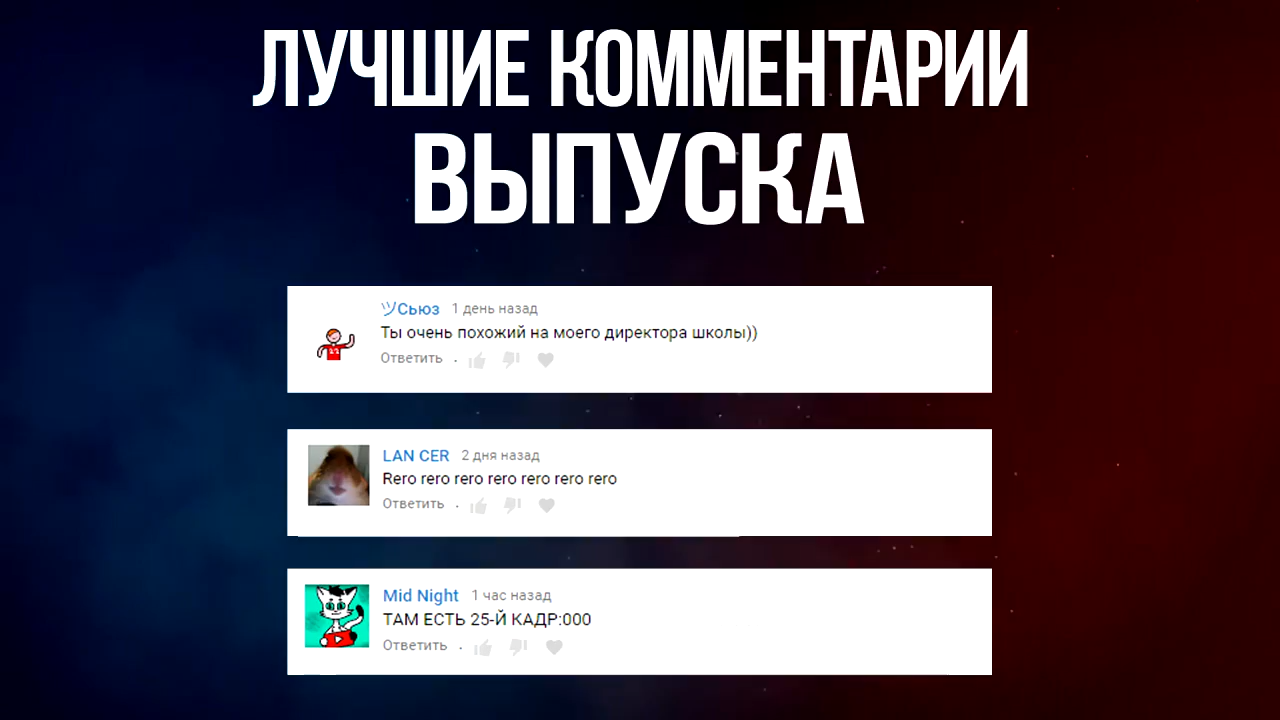 ЛУЧШИЕ КОММЕНТАРИИ
ВЫПУСКА
ツСьюз 1 день назад
Ты очень похожий на моего директора школы))
Ответить ·
LAN CER 2 дня назад
Rero rero rero rero rero rero rero
Ответить ·
Mid Night 1 час назад
ТАМ ЕСТЬ 25-Й КАДР:000
Ответить ·